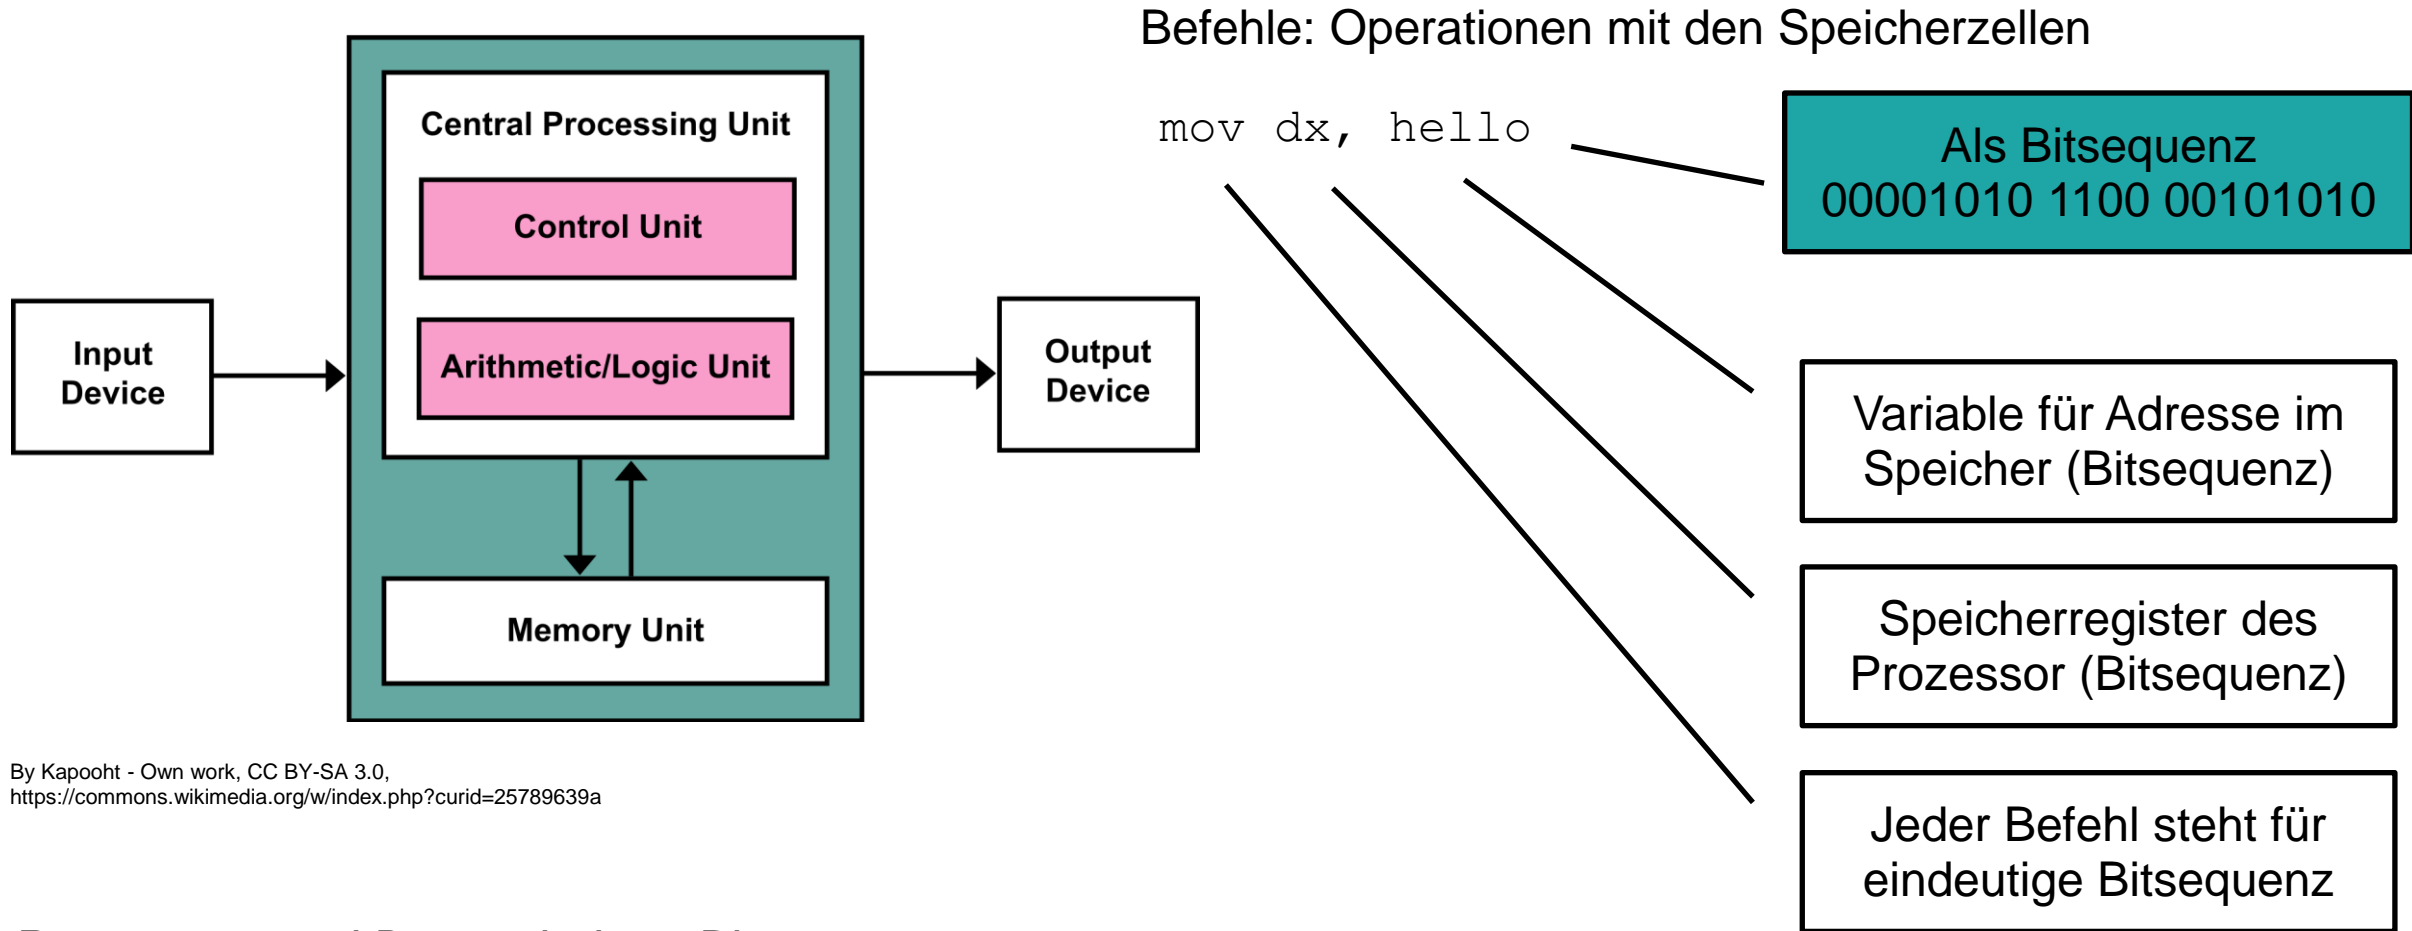 Befehle: Operationen mit den Speicherzellen
Central Processing Unit
Control Unit
Arithmetic/Logic Unit
Input
Device
Output
Device
Memory Unit
By Kapooht - Own work, CC BY-SA 3.0,
https://commons.wikimedia.org/w/index.php?curid=25789639a
mov dx, hello
Als Bitsequenz
00001010 1100 00101010
Variable für Adresse im
Speicher (Bitsequenz)
Speicherregister des
Prozessor (Bitsequenz)
Jeder Befehl steht für
eindeutige Bitsequenz